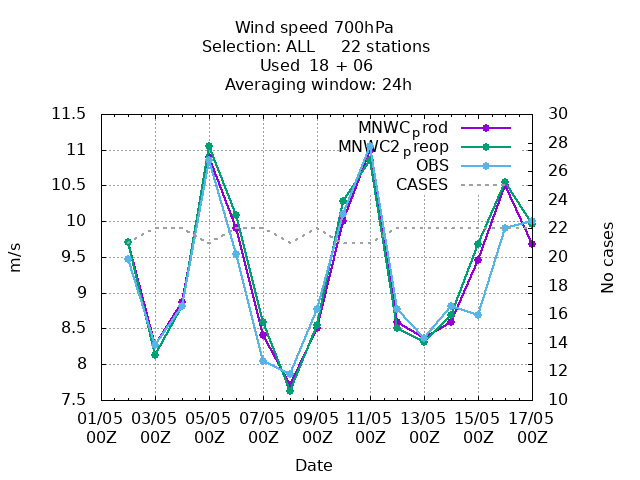 Wind speed 700hPa
Selection: ALL 22 stations
Used 18 + 06
Averaging window: 24h
11.5
11
10.5
10
9.5
9
8.5
8
7.5
30
28
26
24
22
20
18
16
14
12
10
MNWCprod
MNWC2preop
OBS
CASES
m/s
No cases
01/05 03/05 05/05 07/05 09/05 11/05 13/05 15/05 17/05
00Z 00Z 00Z 00Z 00Z 00Z 00Z 00Z 00Z
Date